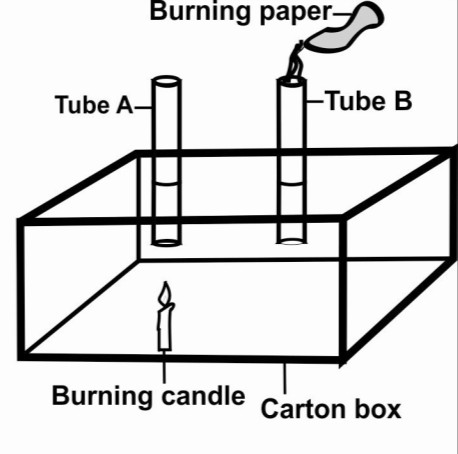 Burning paper
Tube A
Tube B
Burning candle
Carton box